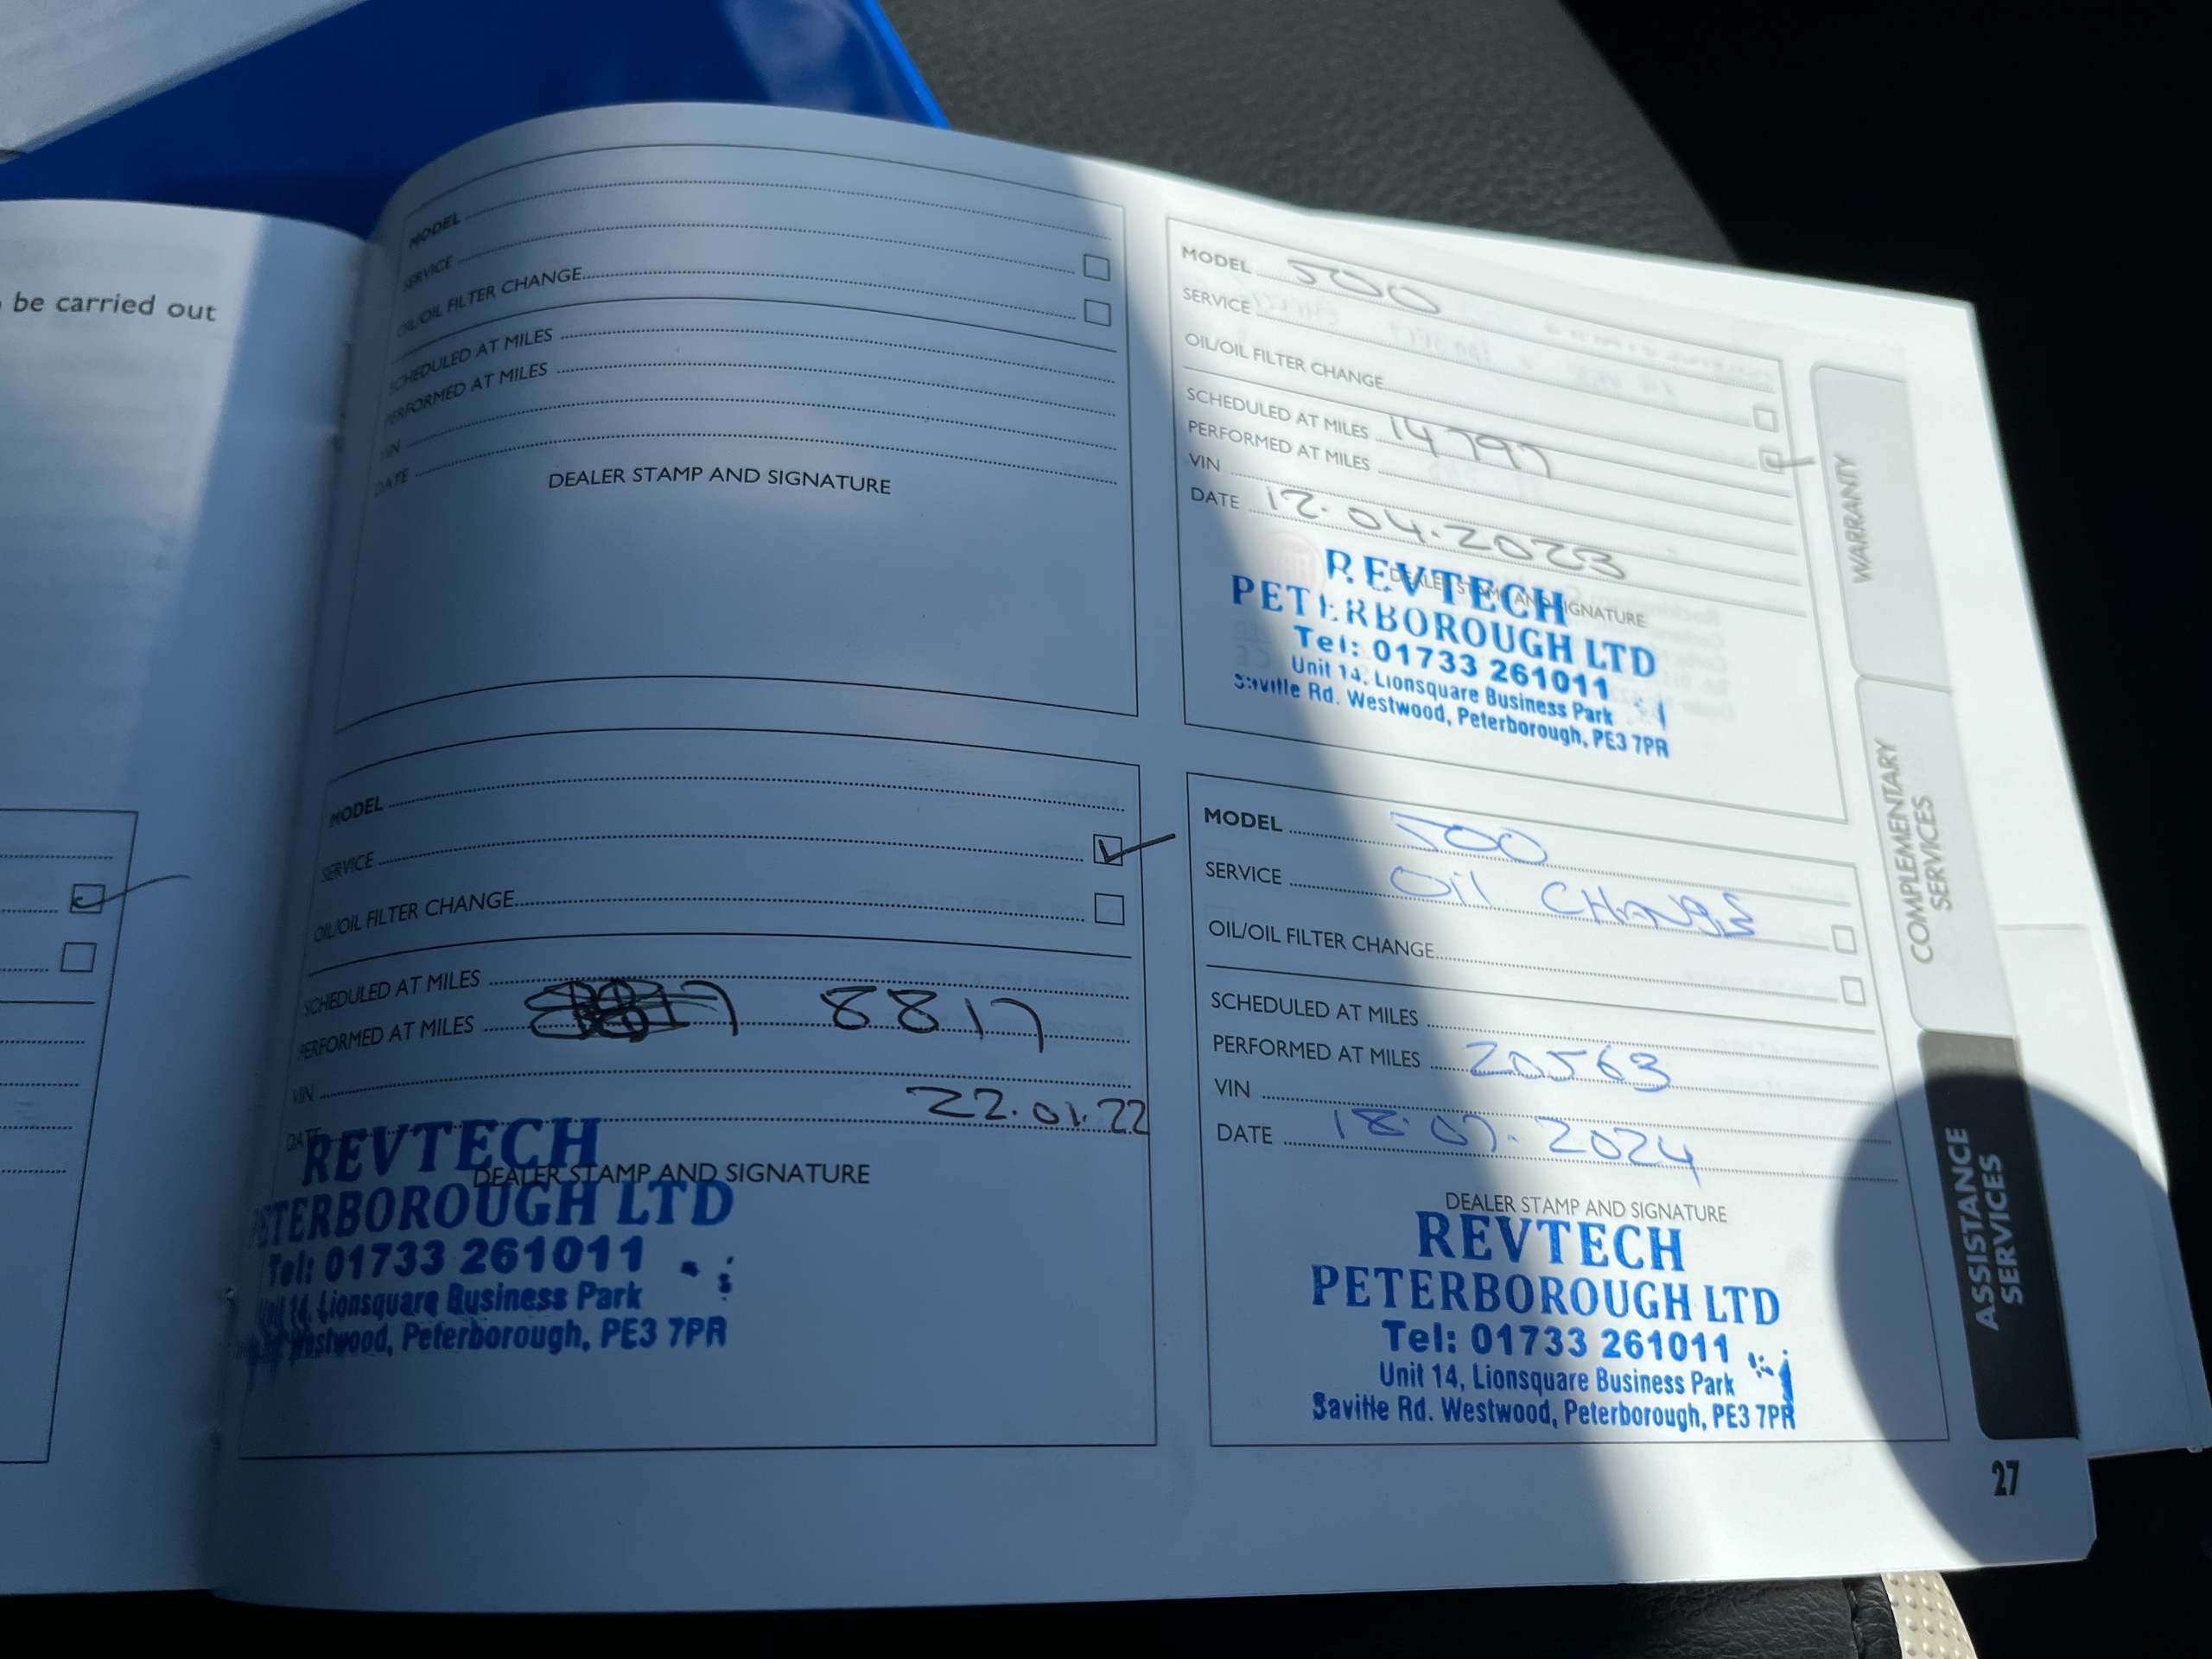 be carried out
MODEL
SERVICE
OIL/OIL FILTER CHANGE
SCHEDULED AT MILES
PERFORMED AT MILES
VIN
DATE
DEALER STAMP AND SIGNATURE
MODEL
SERVICE
OIL/OIL FILTER CHANGE
SCHEDULED AT MILES
PERFORMED AT MILES 8817
VIN
DATE 22.01.22
DEALER STAMP AND SIGNATURE
REVTECH
PETERBOROUGH LTD
Tel: 01733 261011
Unit 14, Lionsquare Business Park
Westwood, Peterborough, PE3 7PR
MODEL 500
SERVICE
OIL/OIL FILTER CHANGE
SCHEDULED AT MILES 14797
PERFORMED AT MILES
VIN
DATE 12.04.2023
DEALER STAMP AND SIGNATURE
REVTECH
PETERBOROUGH LTD
Tel: 01733 261011
Unit 14, Lionsquare Business Park
Saville Rd. Westwood, Peterborough, PE3 7PR
MODEL 500
SERVICE Oil CHANGE
OIL/OIL FILTER CHANGE
SCHEDULED AT MILES
PERFORMED AT MILES 20563
VIN
DATE 18.07.2024
DEALER STAMP AND SIGNATURE
REVTECH
PETERBOROUGH LTD
Tel: 01733 261011
Unit 14, Lionsquare Business Park
Saville Rd. Westwood, Peterborough, PE3 7PR
WARRANTY
COMPLEMENTARY
SERVICES
ASSISTANCE
SERVICES
27